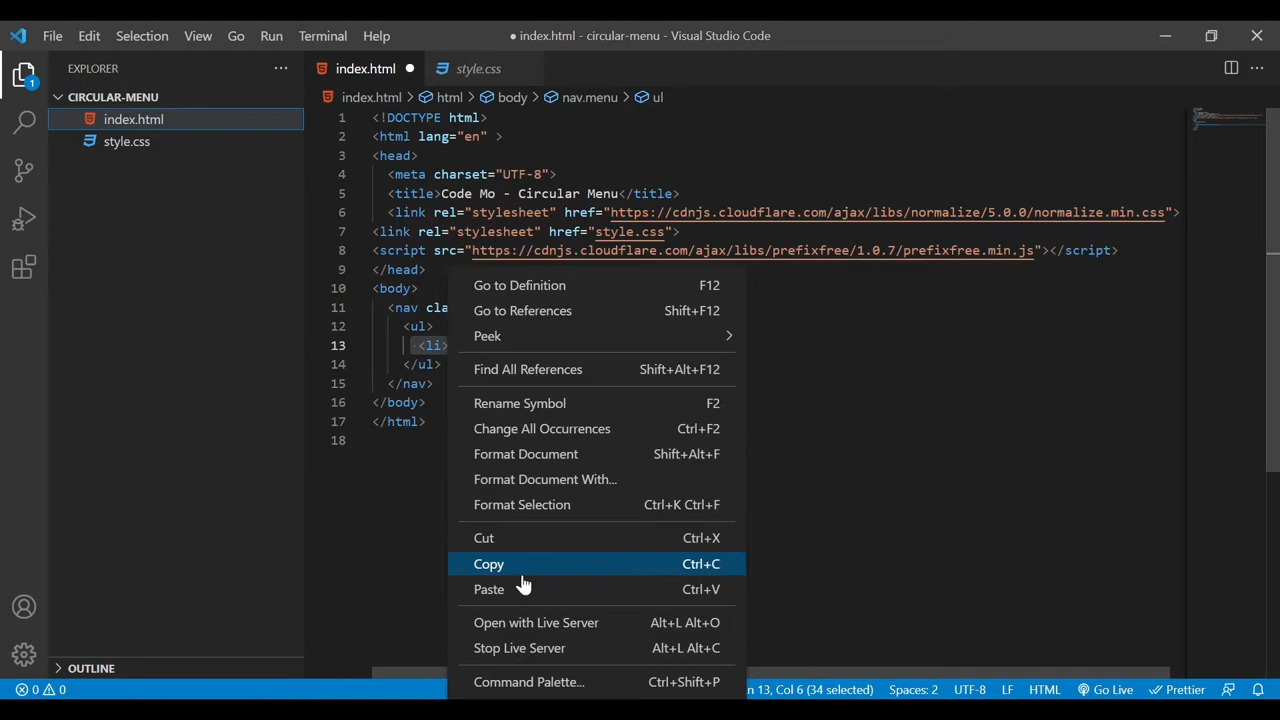 File Edit Selection View Go Run Terminal Help
● index.html - circular-menu - Visual Studio Code
EXPLORER
index.html ●
style.css
CIRCULAR-MENU
index.html
style.css
1
index.html > html > body > nav.menu > ul
1 <!DOCTYPE html>
2 <html lang="en" >
3 <head>
4 <meta charset="UTF-8">
5 <title>Code Mo - Circular Menu</title>
6 <link rel="stylesheet" href="https://cdnjs.cloudflare.com/ajax/libs/normalize/5.0.0/normalize.min.css">
7 <link rel="stylesheet" href="style.css">
8 <script src="https://cdnjs.cloudflare.com/ajax/libs/prefixfree/1.0.7/prefixfree.min.js"></script>
9 </head>
10 <body>
11 <nav cla
12 <ul>
13 <li>
14 </ul>
15 </nav>
16 </body>
17 </html>
18
Go to Definition F12
Go to References Shift+F12
Peek
Find All References Shift+Alt+F12
Rename Symbol F2
Change All Occurrences Ctrl+F2
Format Document Shift+Alt+F
Format Document With...
Format Selection Ctrl+K Ctrl+F
Cut Ctrl+X
Copy Ctrl+C
Paste Ctrl+V
Open with Live Server Alt+L Alt+O
Stop Live Server Alt+L Alt+C
Command Palette... Ctrl+Shift+P
OUTLINE
0 0
n 13, Col 6 (34 selected) Spaces: 2 UTF-8 LF HTML Go Live Prettier